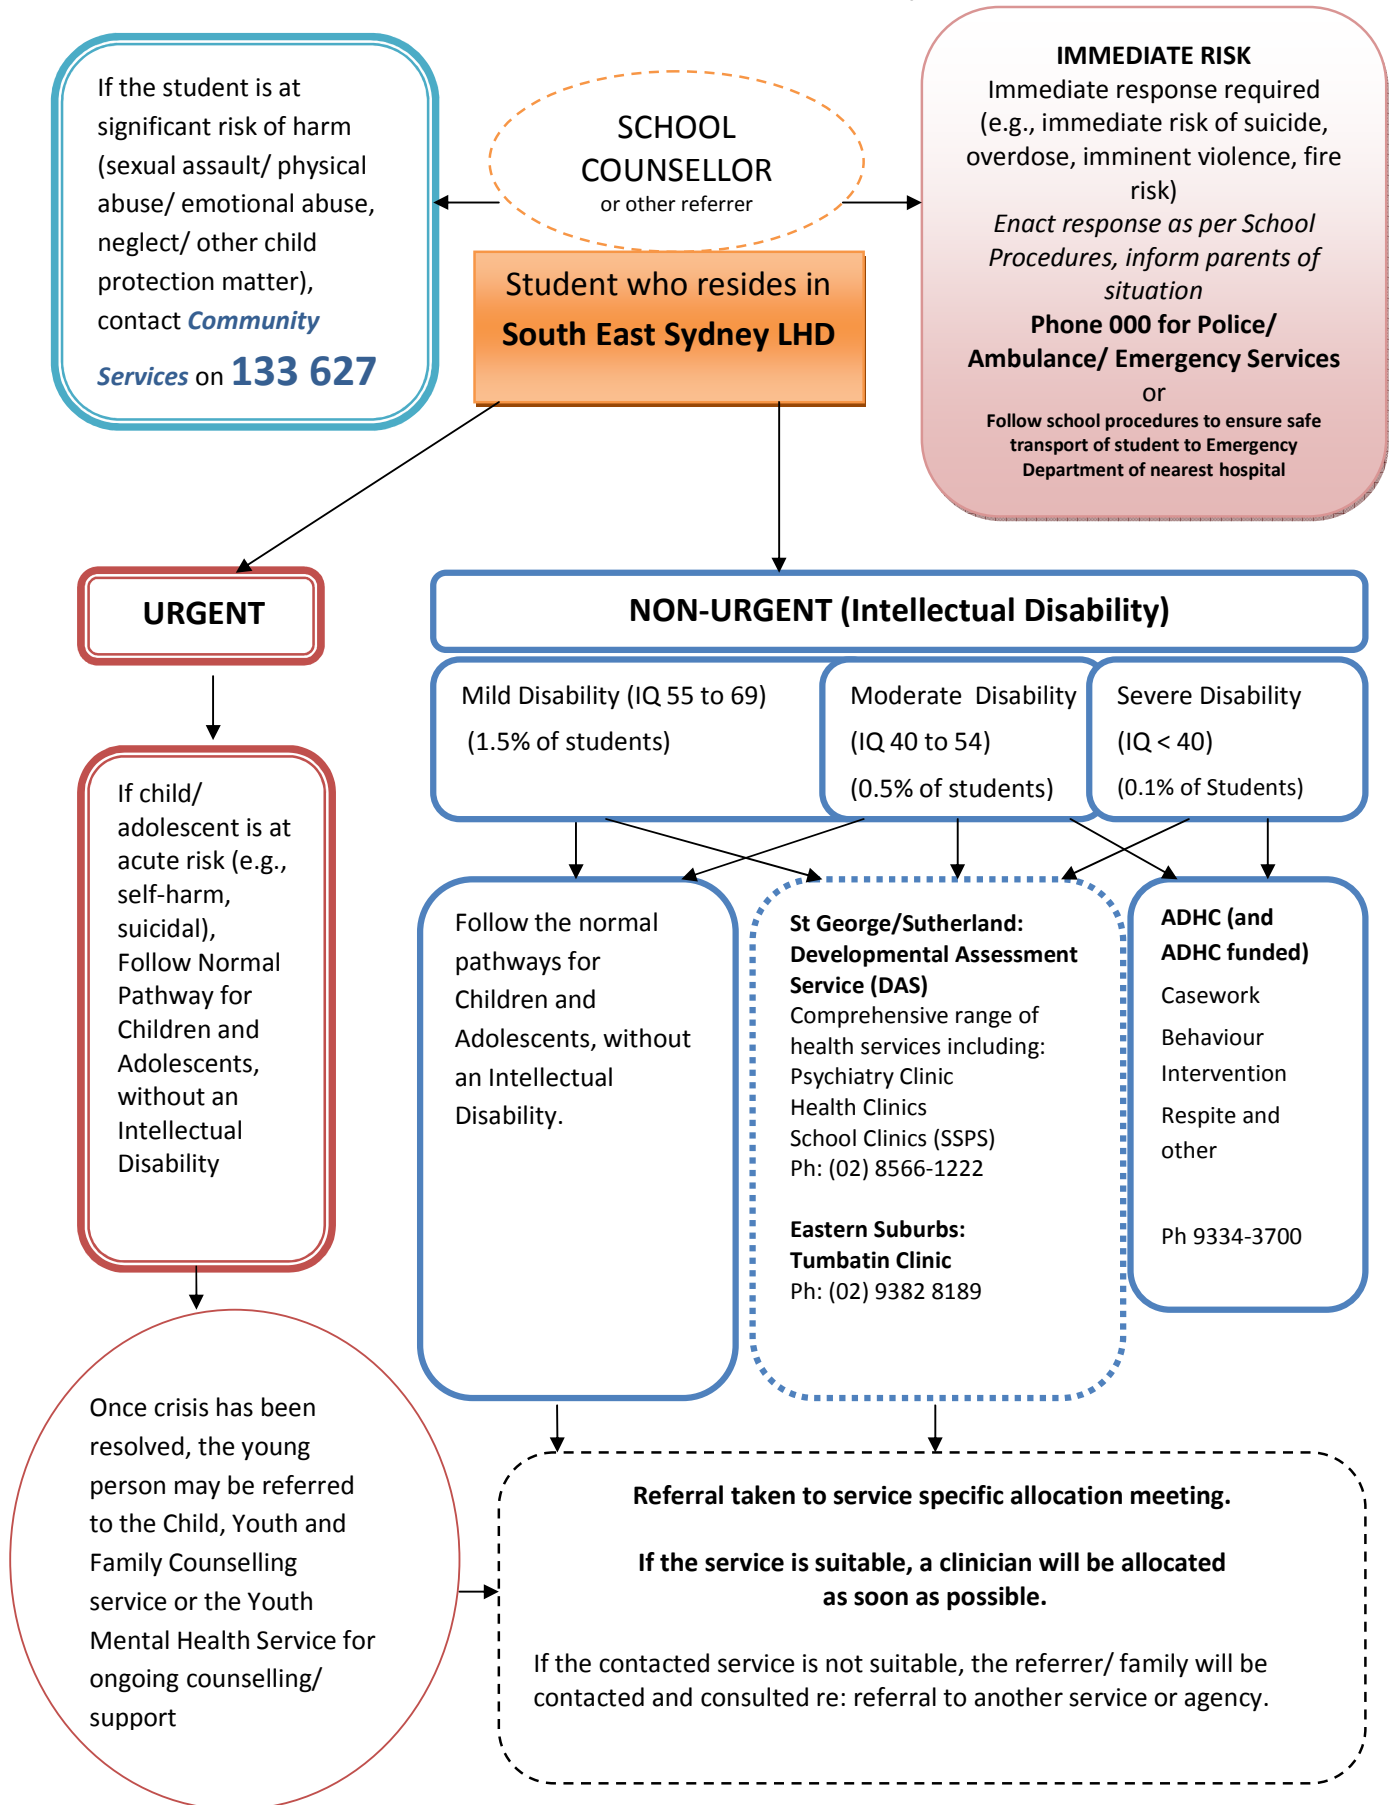 If the student is at
significant risk of harm
(sexual assault/ physical
abuse/ emotional abuse,
neglect/ other child
protection matter),
contact Community
Services on 133 627
SCHOOL
COUNSELLOR
or other referrer
Student who resides in
South East Sydney LHD
IMMEDIATE RISK
Immediate response required
(e.g., immediate risk of suicide,
overdose, imminent violence, fire
risk)
Enact response as per School
Procedures, inform parents of
situation
Phone 000 for Police/
Ambulance/ Emergency Services
or
Follow school procedures to ensure safe
transport of student to Emergency
Department of nearest hospital
URGENT
NON-URGENT (Intellectual Disability)
Mild Disability (IQ 55 to 69)
(1.5% of students)
Moderate Disability
(IQ 40 to 54)
(0.5% of students)
Severe Disability
(IQ < 40)
(0.1% of Students)
If child/
adolescent is at
acute risk (e.g.,
self-harm,
suicidal),
Follow Normal
Pathway for
Children and
Adolescents,
without an
Intellectual
Disability
Follow the normal
pathways for
Children and
Adolescents, without
an Intellectual
Disability.
St George/Sutherland:
Developmental Assessment
Service (DAS)
Comprehensive range of
health services including:
Psychiatry Clinic
Health Clinics
School Clinics (SSPS)
Ph: (02) 8566-1222
Eastern Suburbs:
Tumbatin Clinic
Ph: (02) 9382 8189
ADHC (and
ADHC funded)
Casework
Behaviour
Intervention
Respite and
other
Ph 9334-3700
Once crisis has been
resolved, the young
person may be referred
to the Child, Youth and
Family Counselling
service or the Youth
Mental Health Service for
ongoing counselling/
support
Referral taken to service specific allocation meeting.
If the service is suitable, a clinician will be allocated
as soon as possible.
If the contacted service is not suitable, the referrer/ family will be
contacted and consulted re: referral to another service or agency.